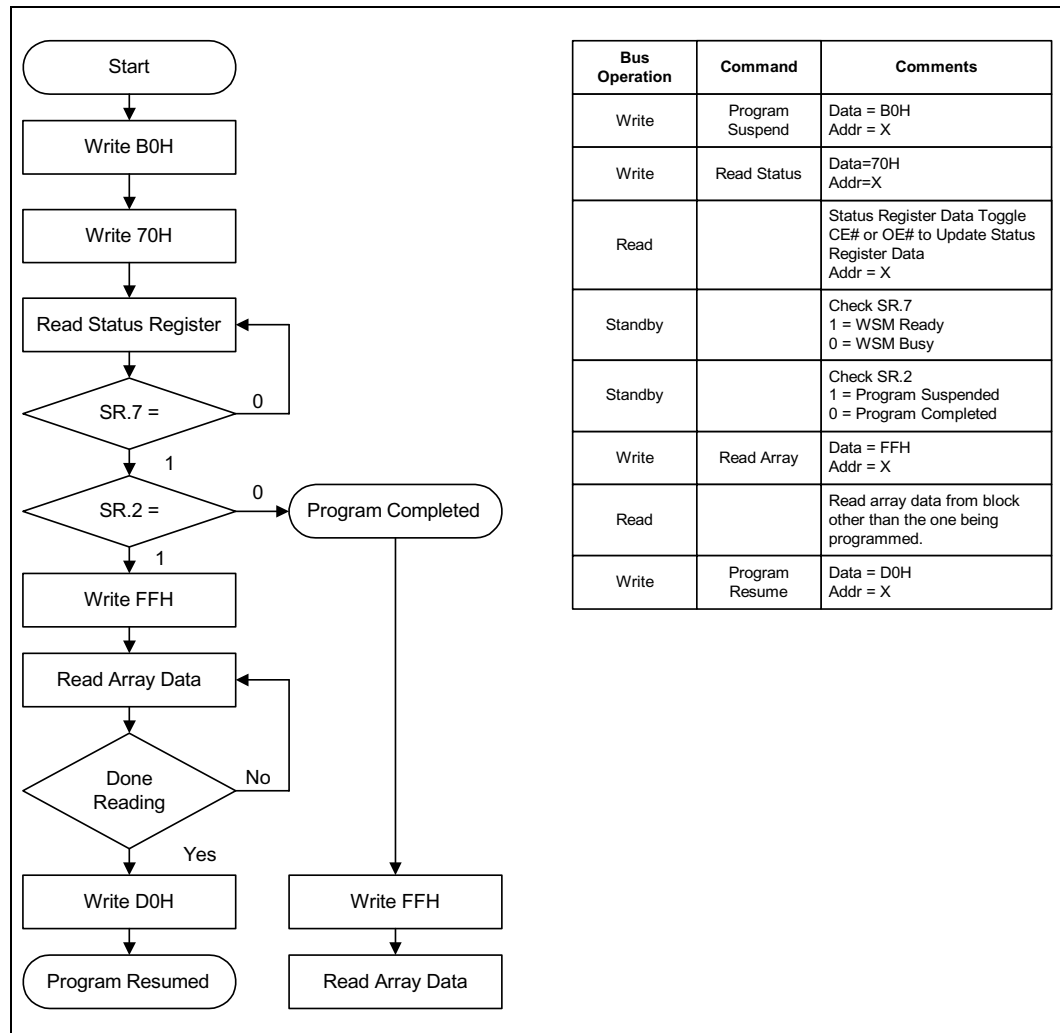 Start
Write B0H
Write 70H
Read Status Register
SR.7 =
0
1
SR.2 =
0
Program Completed
1
Write FFH
Read Array Data
Done
Reading
No
Yes
Write D0H
Write FFH
Program Resumed
Read Array Data
Bus
Operation
Command
Comments
Write
Program
Suspend
Data = B0H
Addr = X
Write
Read Status
Data=70H
Addr=X
Read
Status Register Data Toggle
CE# or OE# to Update Status
Register Data
Addr = X
Standby
Check SR.7
1 = WSM Ready
0 = WSM Busy
Standby
Check SR.2
1 = Program Suspended
0 = Program Completed
Write
Read Array
Data = FFH
Addr = X
Read
Read array data from block
other than the one being
programmed.
Write
Program
Resume
Data = D0H
Addr = X